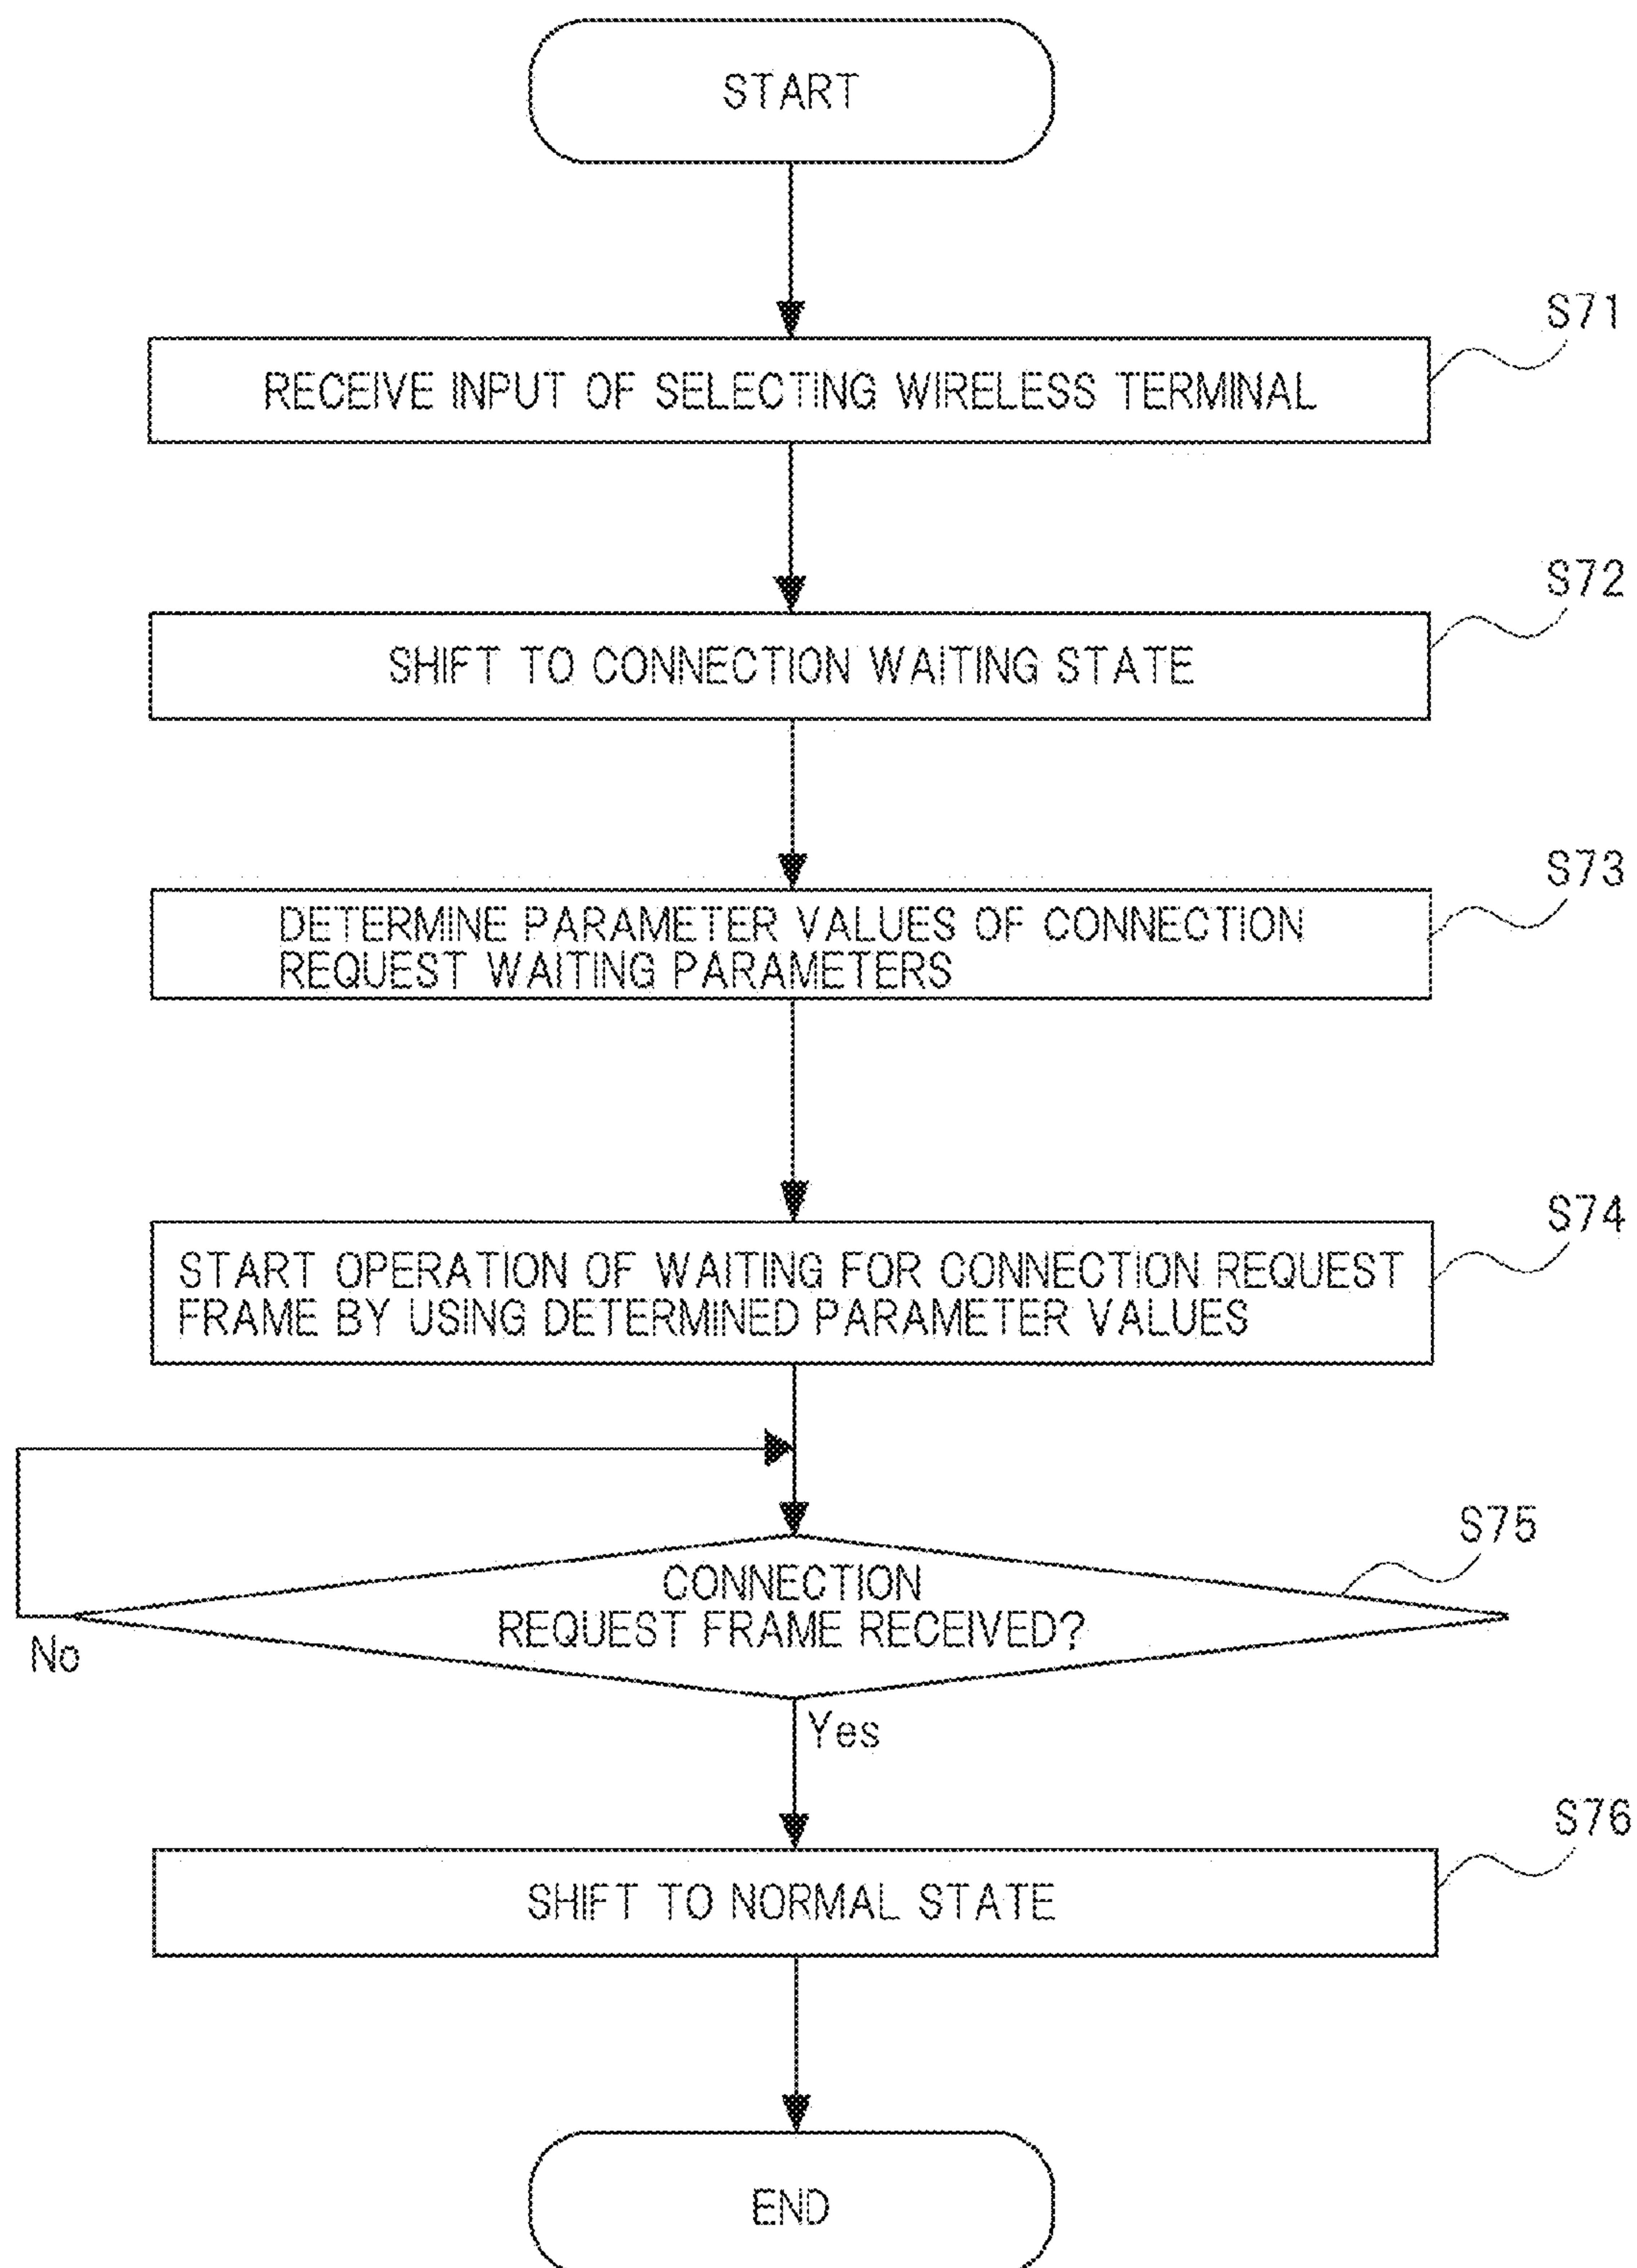 START
S71
RECEIVE INPUT OF SELECTING WIRELESS TERMINAL
S72
SHIFT TO CONNECTION WAITING STATE
S73
DETERMINE PARAMETER VALUES OF CONNECTION
REQUEST WAITING PARAMETERS
S74
START OPERATION OF WAITING FOR CONNECTION REQUEST
FRAME BY USING DETERMINED PARAMETER VALUES
S75
CONNECTION
REQUEST FRAME RECEIVED?
No
Yes
S76
SHIFT TO NORMAL STATE
END